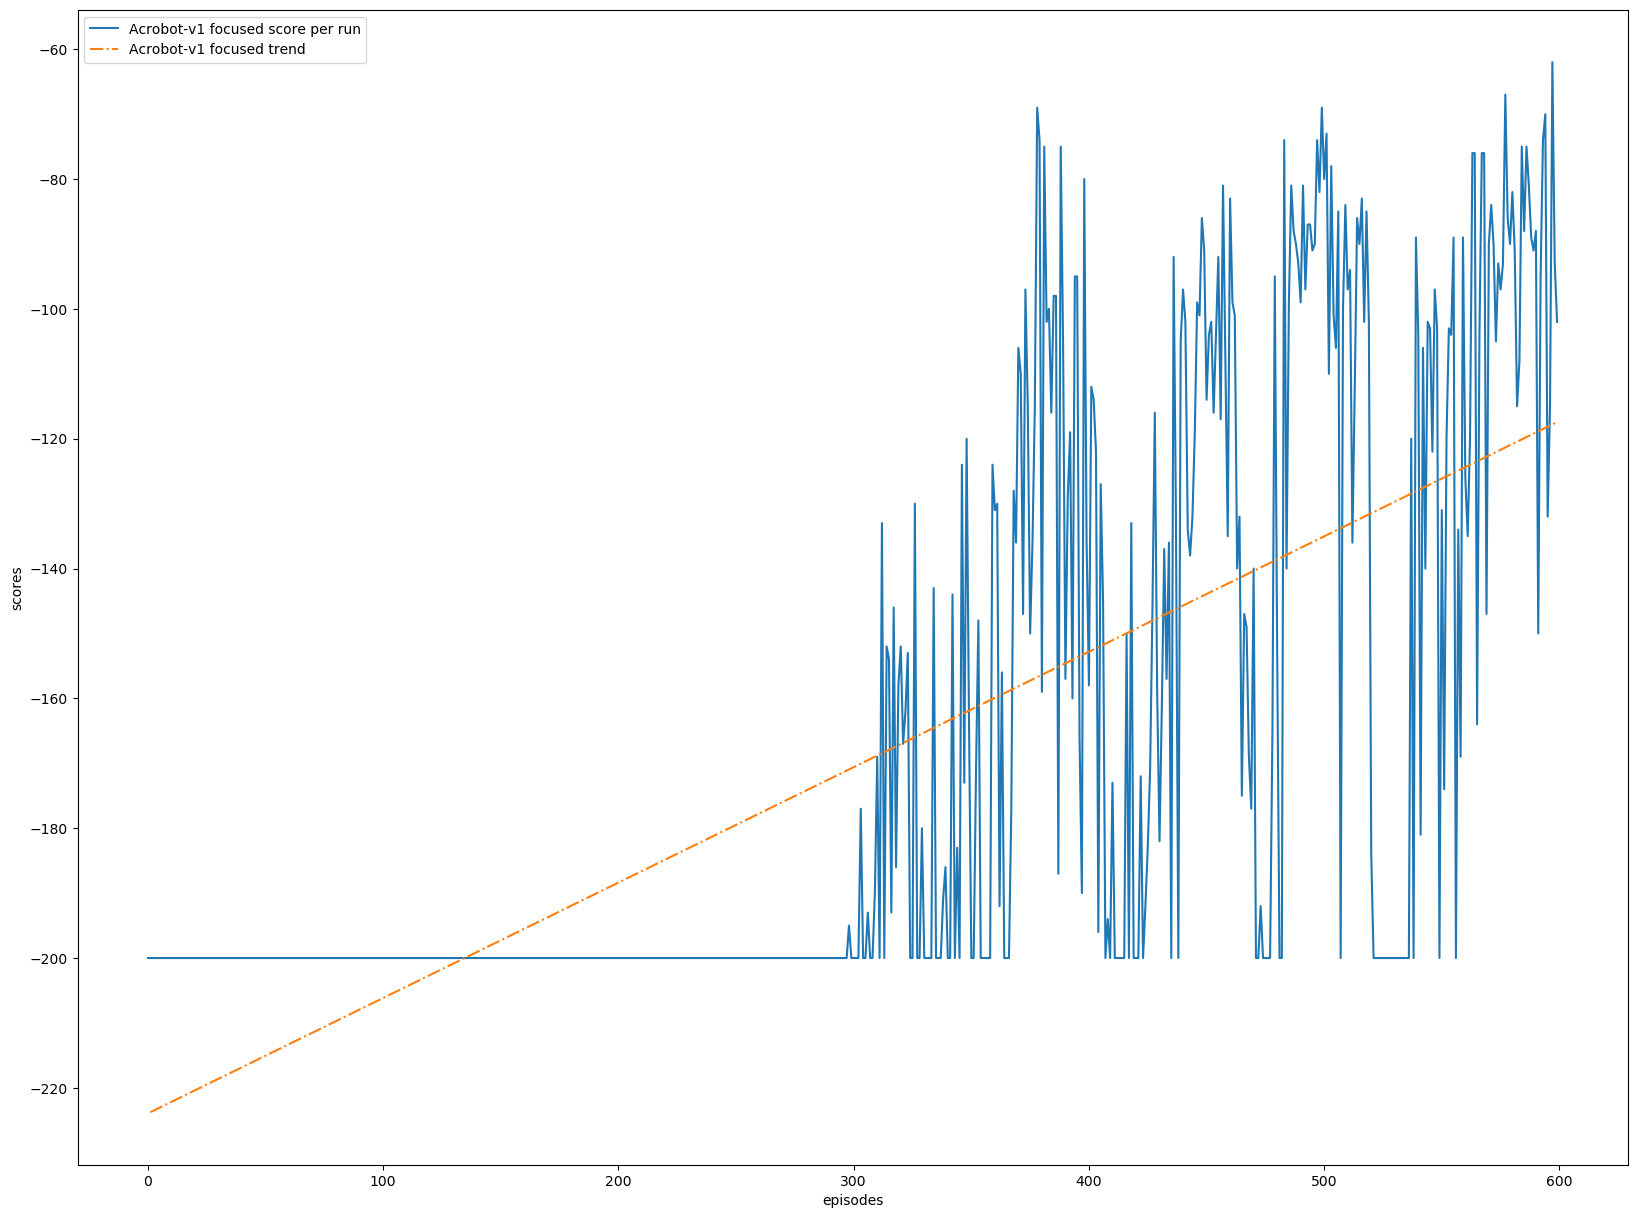 Acrobot-v1 focused score per run
Acrobot-v1 focused trend
−60
−80
−100
−120
−140
−160
−180
−200
−220
scores
0 100 200 300 400 500 600
episodes